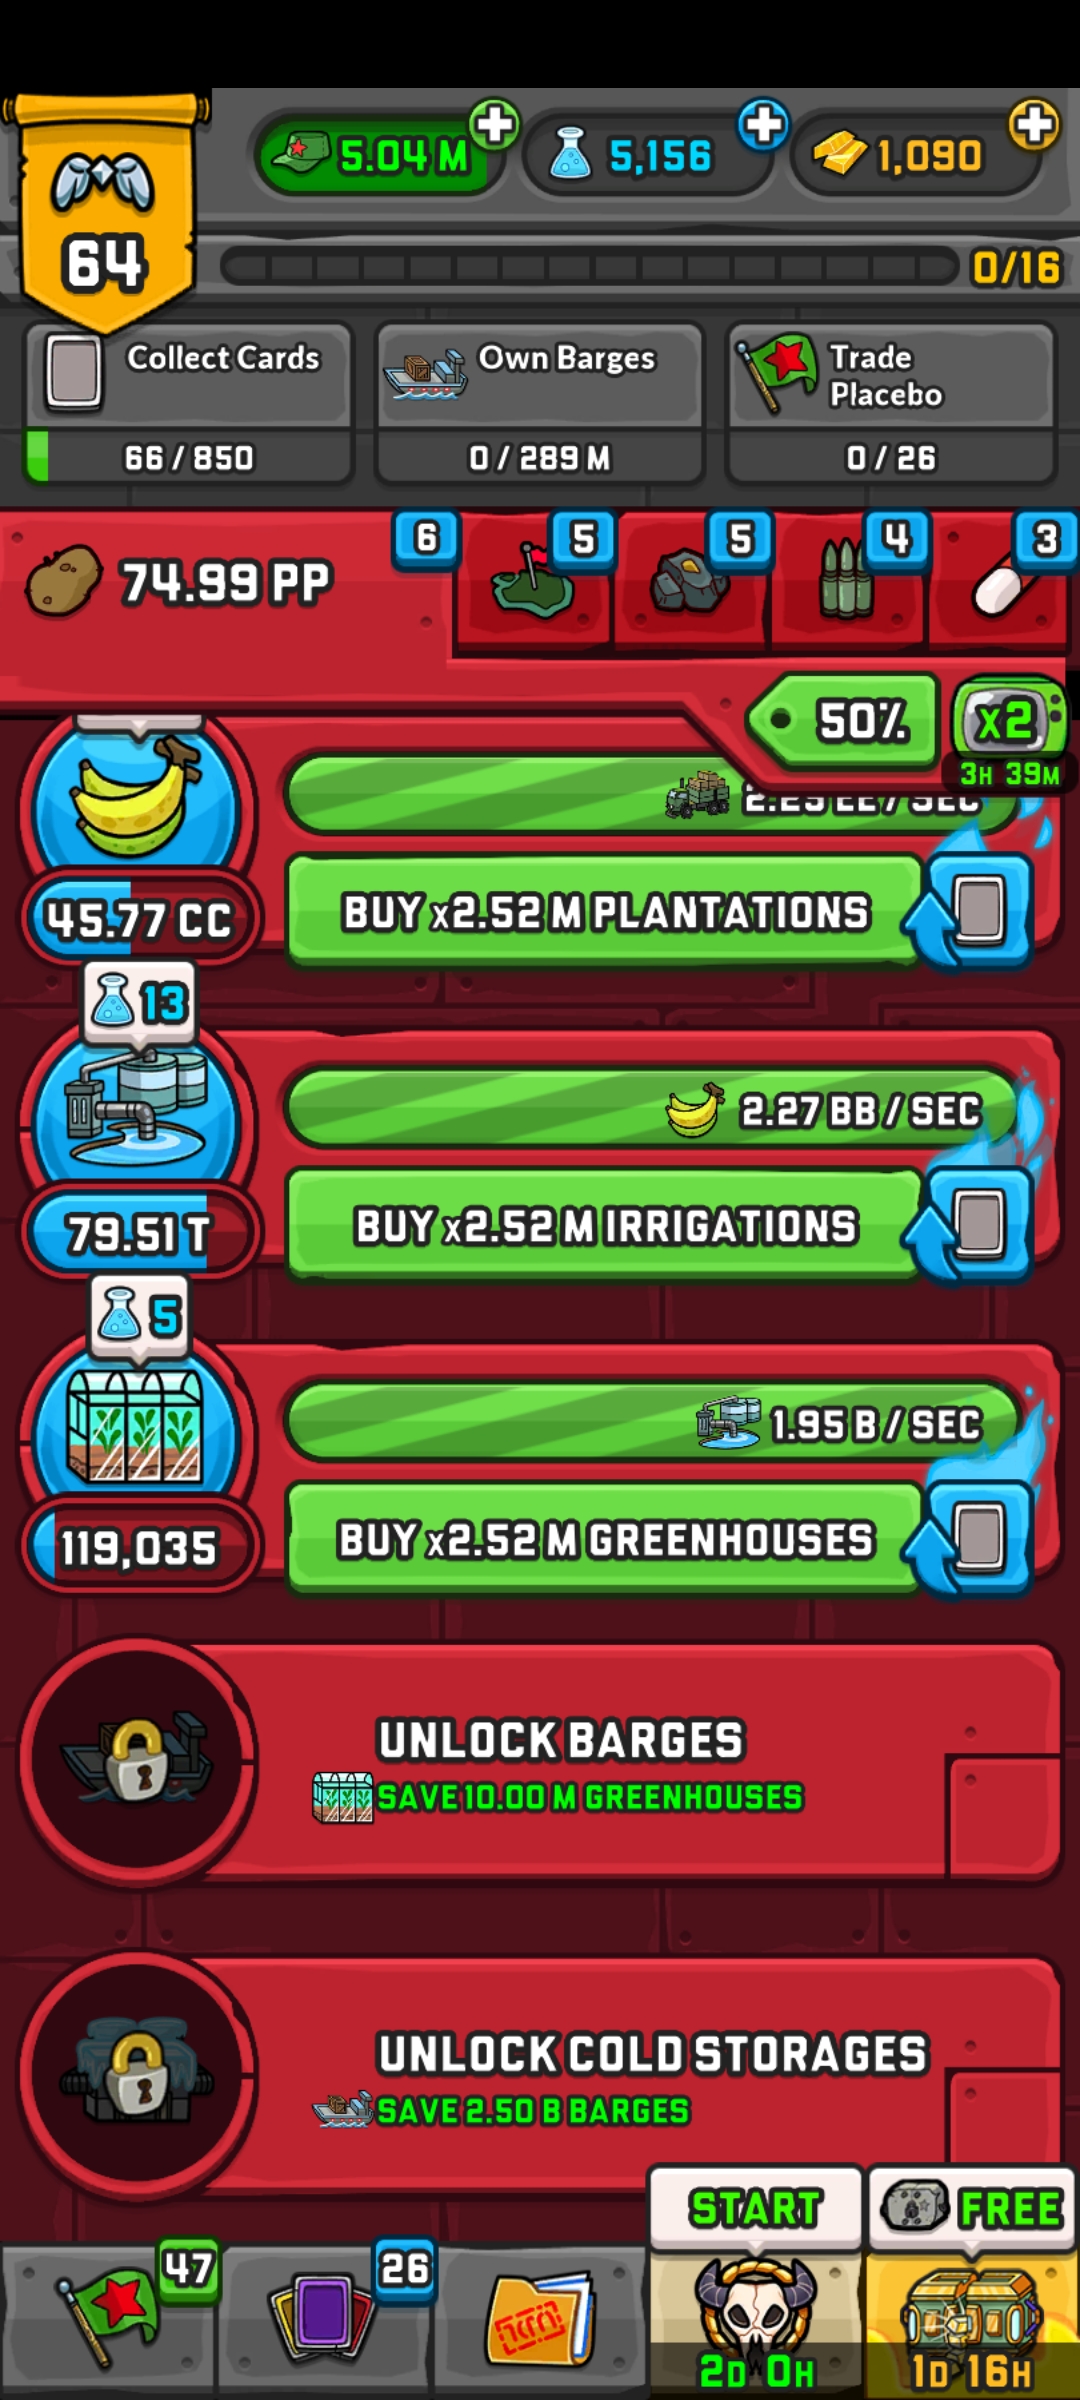 64
5.04 M
5,156
1,090
0/16
Collect Cards
66 / 850
Own Barges
0 / 289 M
Trade
Placebo
0 / 26
74.99 PP
6
5
5
4
3
50%
x2
3H 39M
/ SEC
45.77 CC
BUY x2.52 M PLANTATIONS
13
2.27 BB / SEC
79.51 T
BUY x2.52 M IRRIGATIONS
5
1.95 B / SEC
119,035
BUY x2.52 M GREENHOUSES
UNLOCK BARGES
SAVE 10.00 M GREENHOUSES
UNLOCK COLD STORAGES
SAVE 2.50 B BARGES
START
FREE
47
26
2D 0H
1D 16H